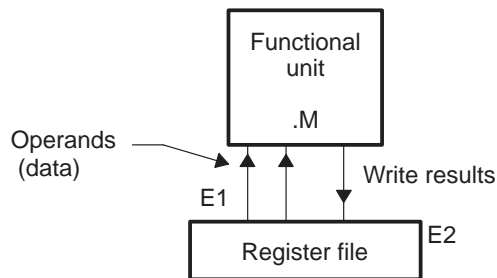 Functional
unit
.M
Operands
(data)
E1
Write results
Register file
E2